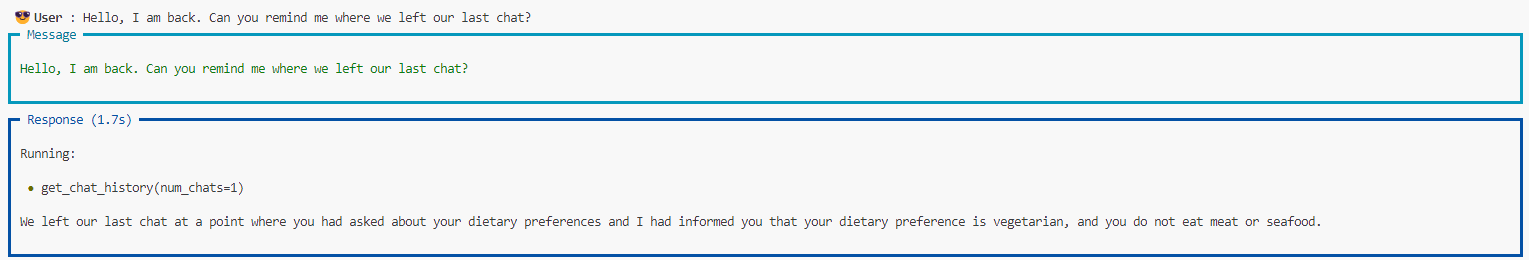 😎 User : Hello, I am back. Can you remind me where we left our last chat?
Message
Hello, I am back. Can you remind me where we left our last chat?
Response (1.7s)
Running:
• get_chat_history(num_chats=1)
We left our last chat at a point where you had asked about your dietary preferences and I had informed you that your dietary preference is vegetarian, and you do not eat meat or seafood.